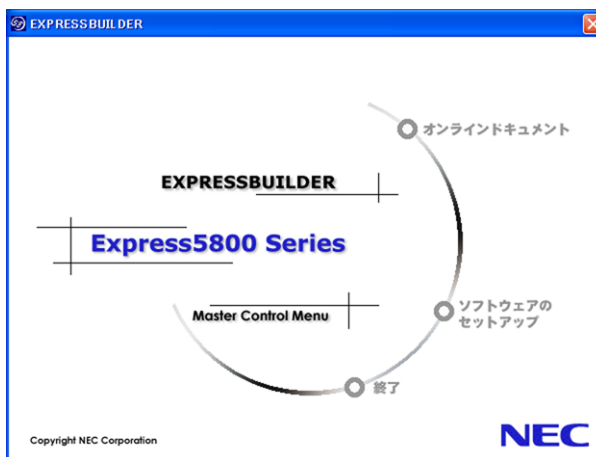 EXPRESSBUILDER
オンラインドキュメント
EXPRESSBUILDER
Express5800 Series
ソフトウェアの
セットアップ
Master Control Menu
終了
Copyright NEC Corporation
NEC